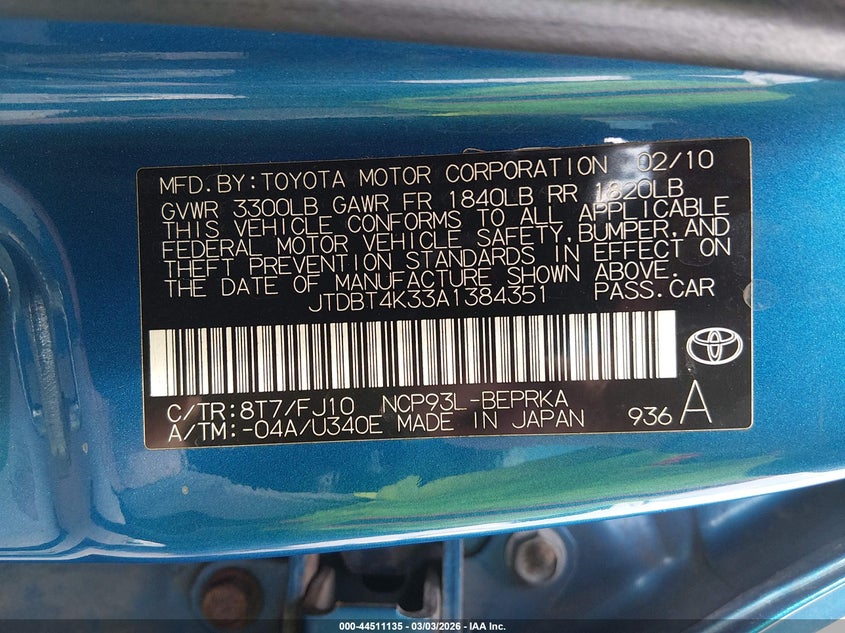 MFD.BY:TOYOTA MOTOR CORPORATION 02/10
GVWR 3300LB GAWR FR 1840LB RR 1820LB
THIS VEHICLE CONFORMS TO ALL APPLICABLE
FEDERAL MOTOR VEHICLE SAFETY,BUMPER,AND
THEFT PREVENTION STANDARDS IN EFFECT ON
THE DATE OF MANUFACTURE SHOWN ABOVE.
JTDBT4K33A1384351 PASS.CAR
C/TR:8T7/FJ10 NCP93L-BEPRKA
A/TM:-04A/U340E MADE IN JAPAN 936 A
000-44511135 - 03/03/2026 - IAA Inc.